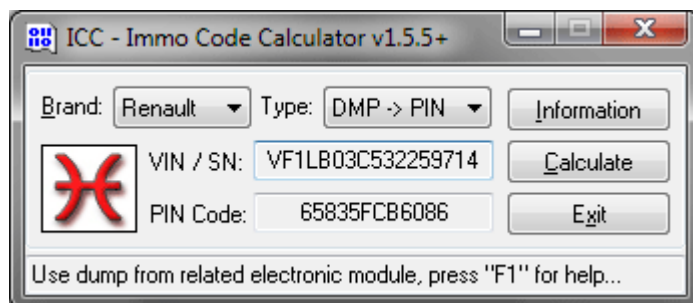 ICC - Immo Code Calculator v1.5.5+
Brand: Renault Type: DMP -> PIN Information
VIN / SN: VF1LB03C532259714 Calculate
PIN Code: 65835FCB6086 Exit
Use dump from related electronic module, press "F1" for help...